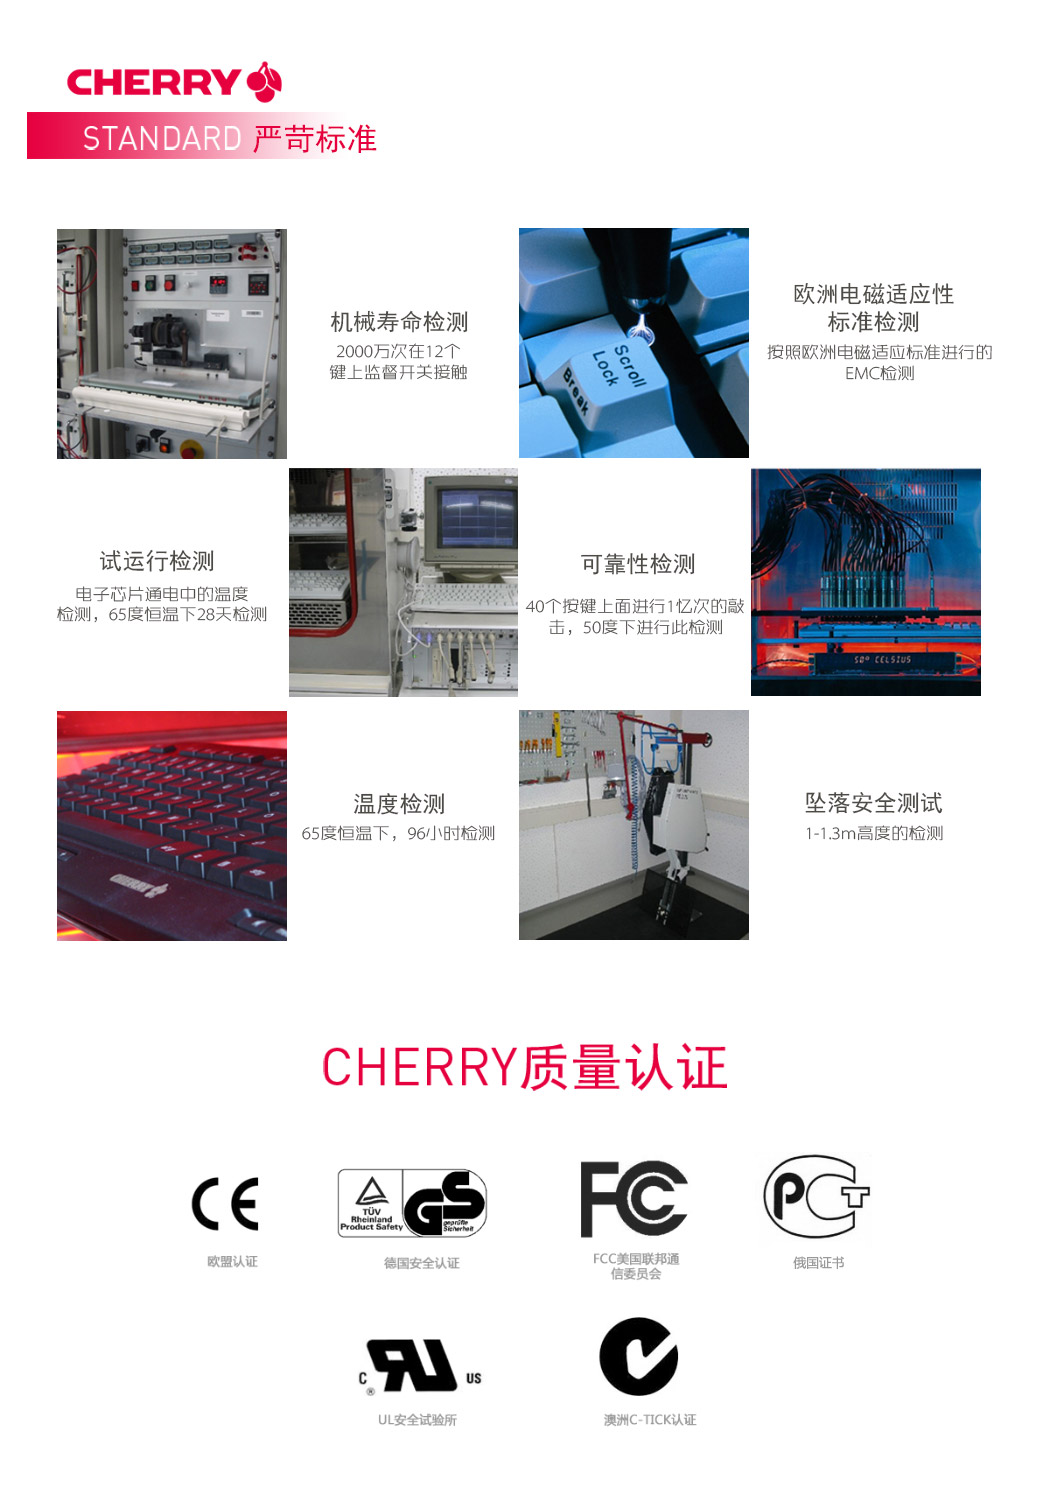 CHERRY
STANDARD 严苛标准
机械寿命检测
2000万次在12个
键上监督开关接触
Scroll
Lock
Break
欧洲电磁适应性
标准检测
按照欧洲电磁适应标准进行的
EMC检测
试运行检测
电子芯片通电中的温度
检测，65度恒温下28天检测
可靠性检测
40个按键上面进行1忆次的敲
击，50度下进行此检测
50° CELSIUS
CHERRY
温度检测
65度恒温下，96小时检测
坠落安全测试
1-1.3m高度的检测
CHERRY质量认证
CE
欧盟认证
TÜV
Rheinland
Product Safety
GS
geprüfte
Sicherheit
德国安全认证
FCC
FCC美国联邦通
信委员会
PCT
俄国证书
C RU US
®
UL安全试验所
澳洲C-TICK认证